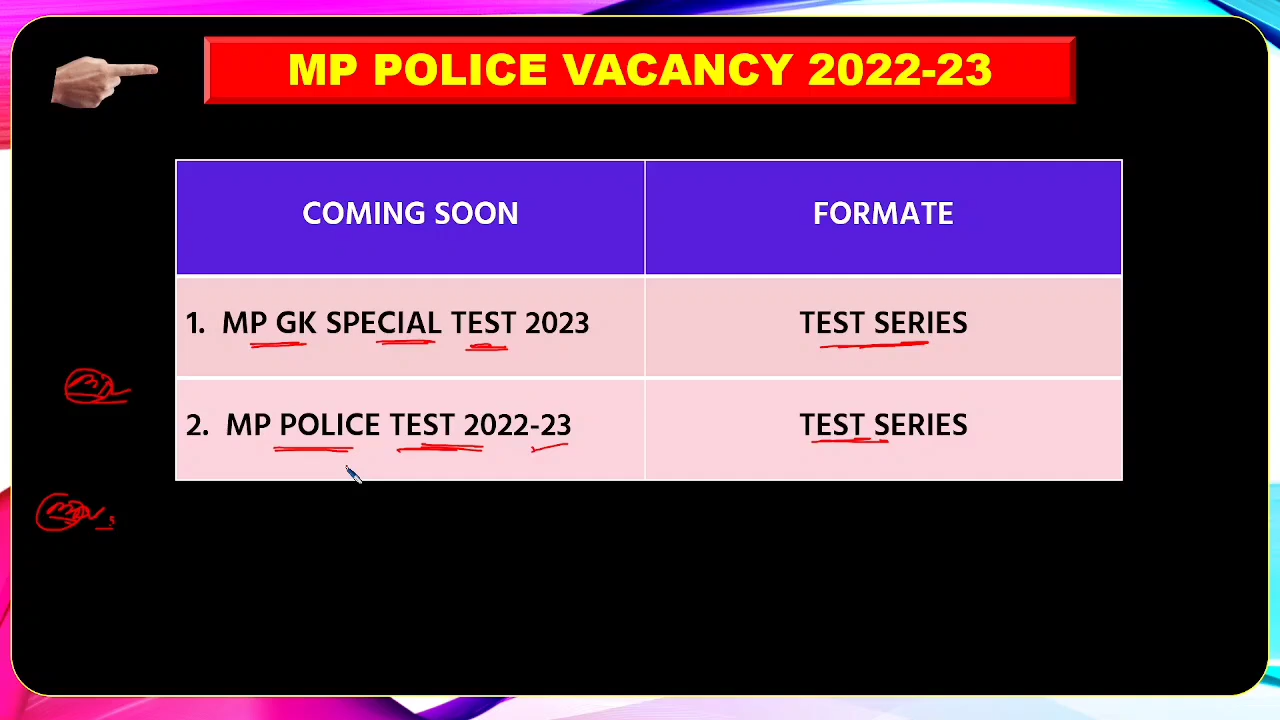 MP POLICE VACANCY 2022-23
COMING SOON
FORMATE
1. MP GK SPECIAL TEST 2023
TEST SERIES
2. MP POLICE TEST 2022-23
TEST SERIES